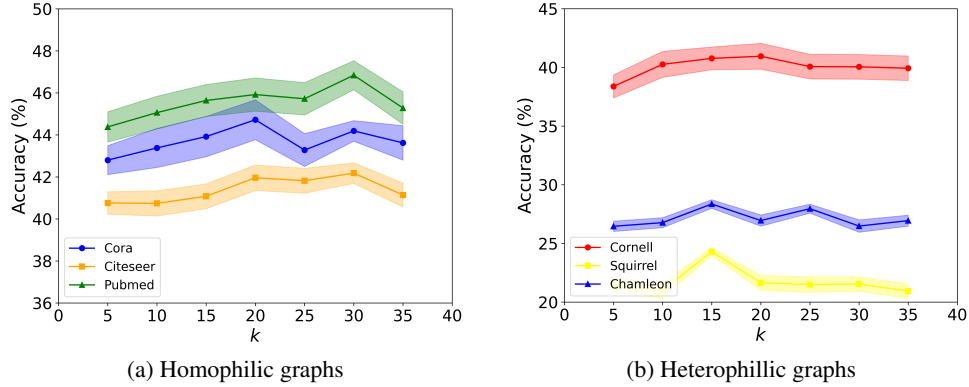 50
48
46
44
42
40
38
36
Accuracy (%)
Cora
Citeseer
Pubmed
0 5 10 15 20 25 30 35 40
k
(a) Homophilic graphs
45
40
35
30
25
20
Accuracy (%)
Cornell
Squirrel
Chamleon
0 5 10 15 20 25 30 35 40
k
(b) Heterophillic graphs